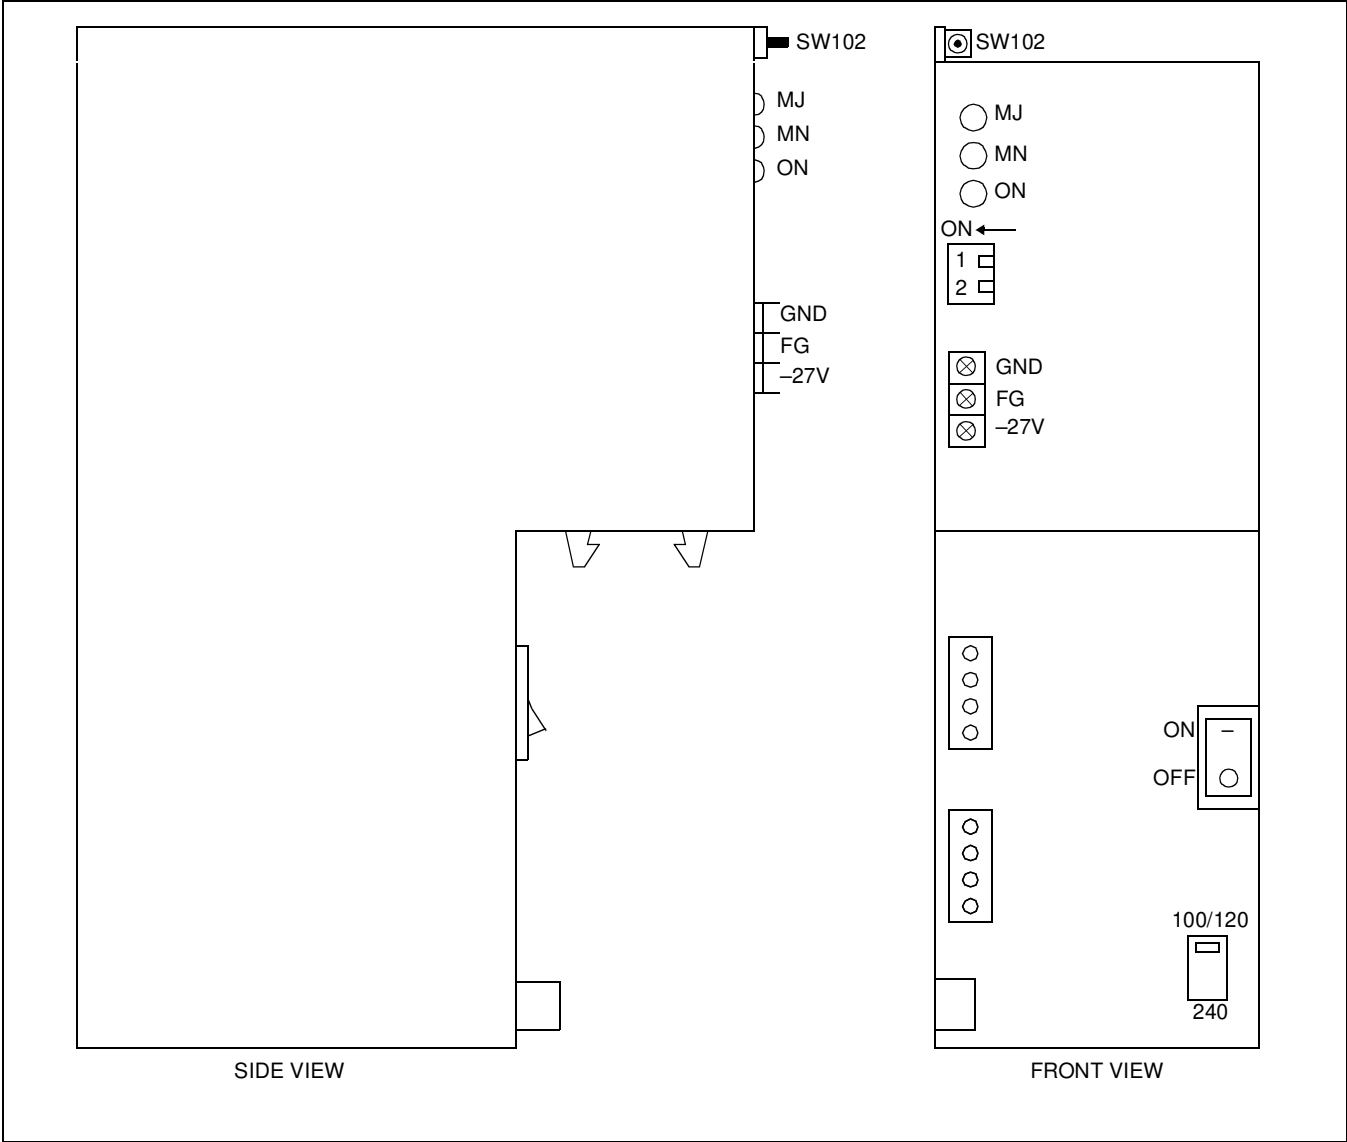 SW102
MJ
MN
ON
GND
FG
–27V
SIDE VIEW
SW102
MJ
MN
ON
ON
1
2
GND
FG
–27V
ON –
OFF
100/120
240
FRONT VIEW